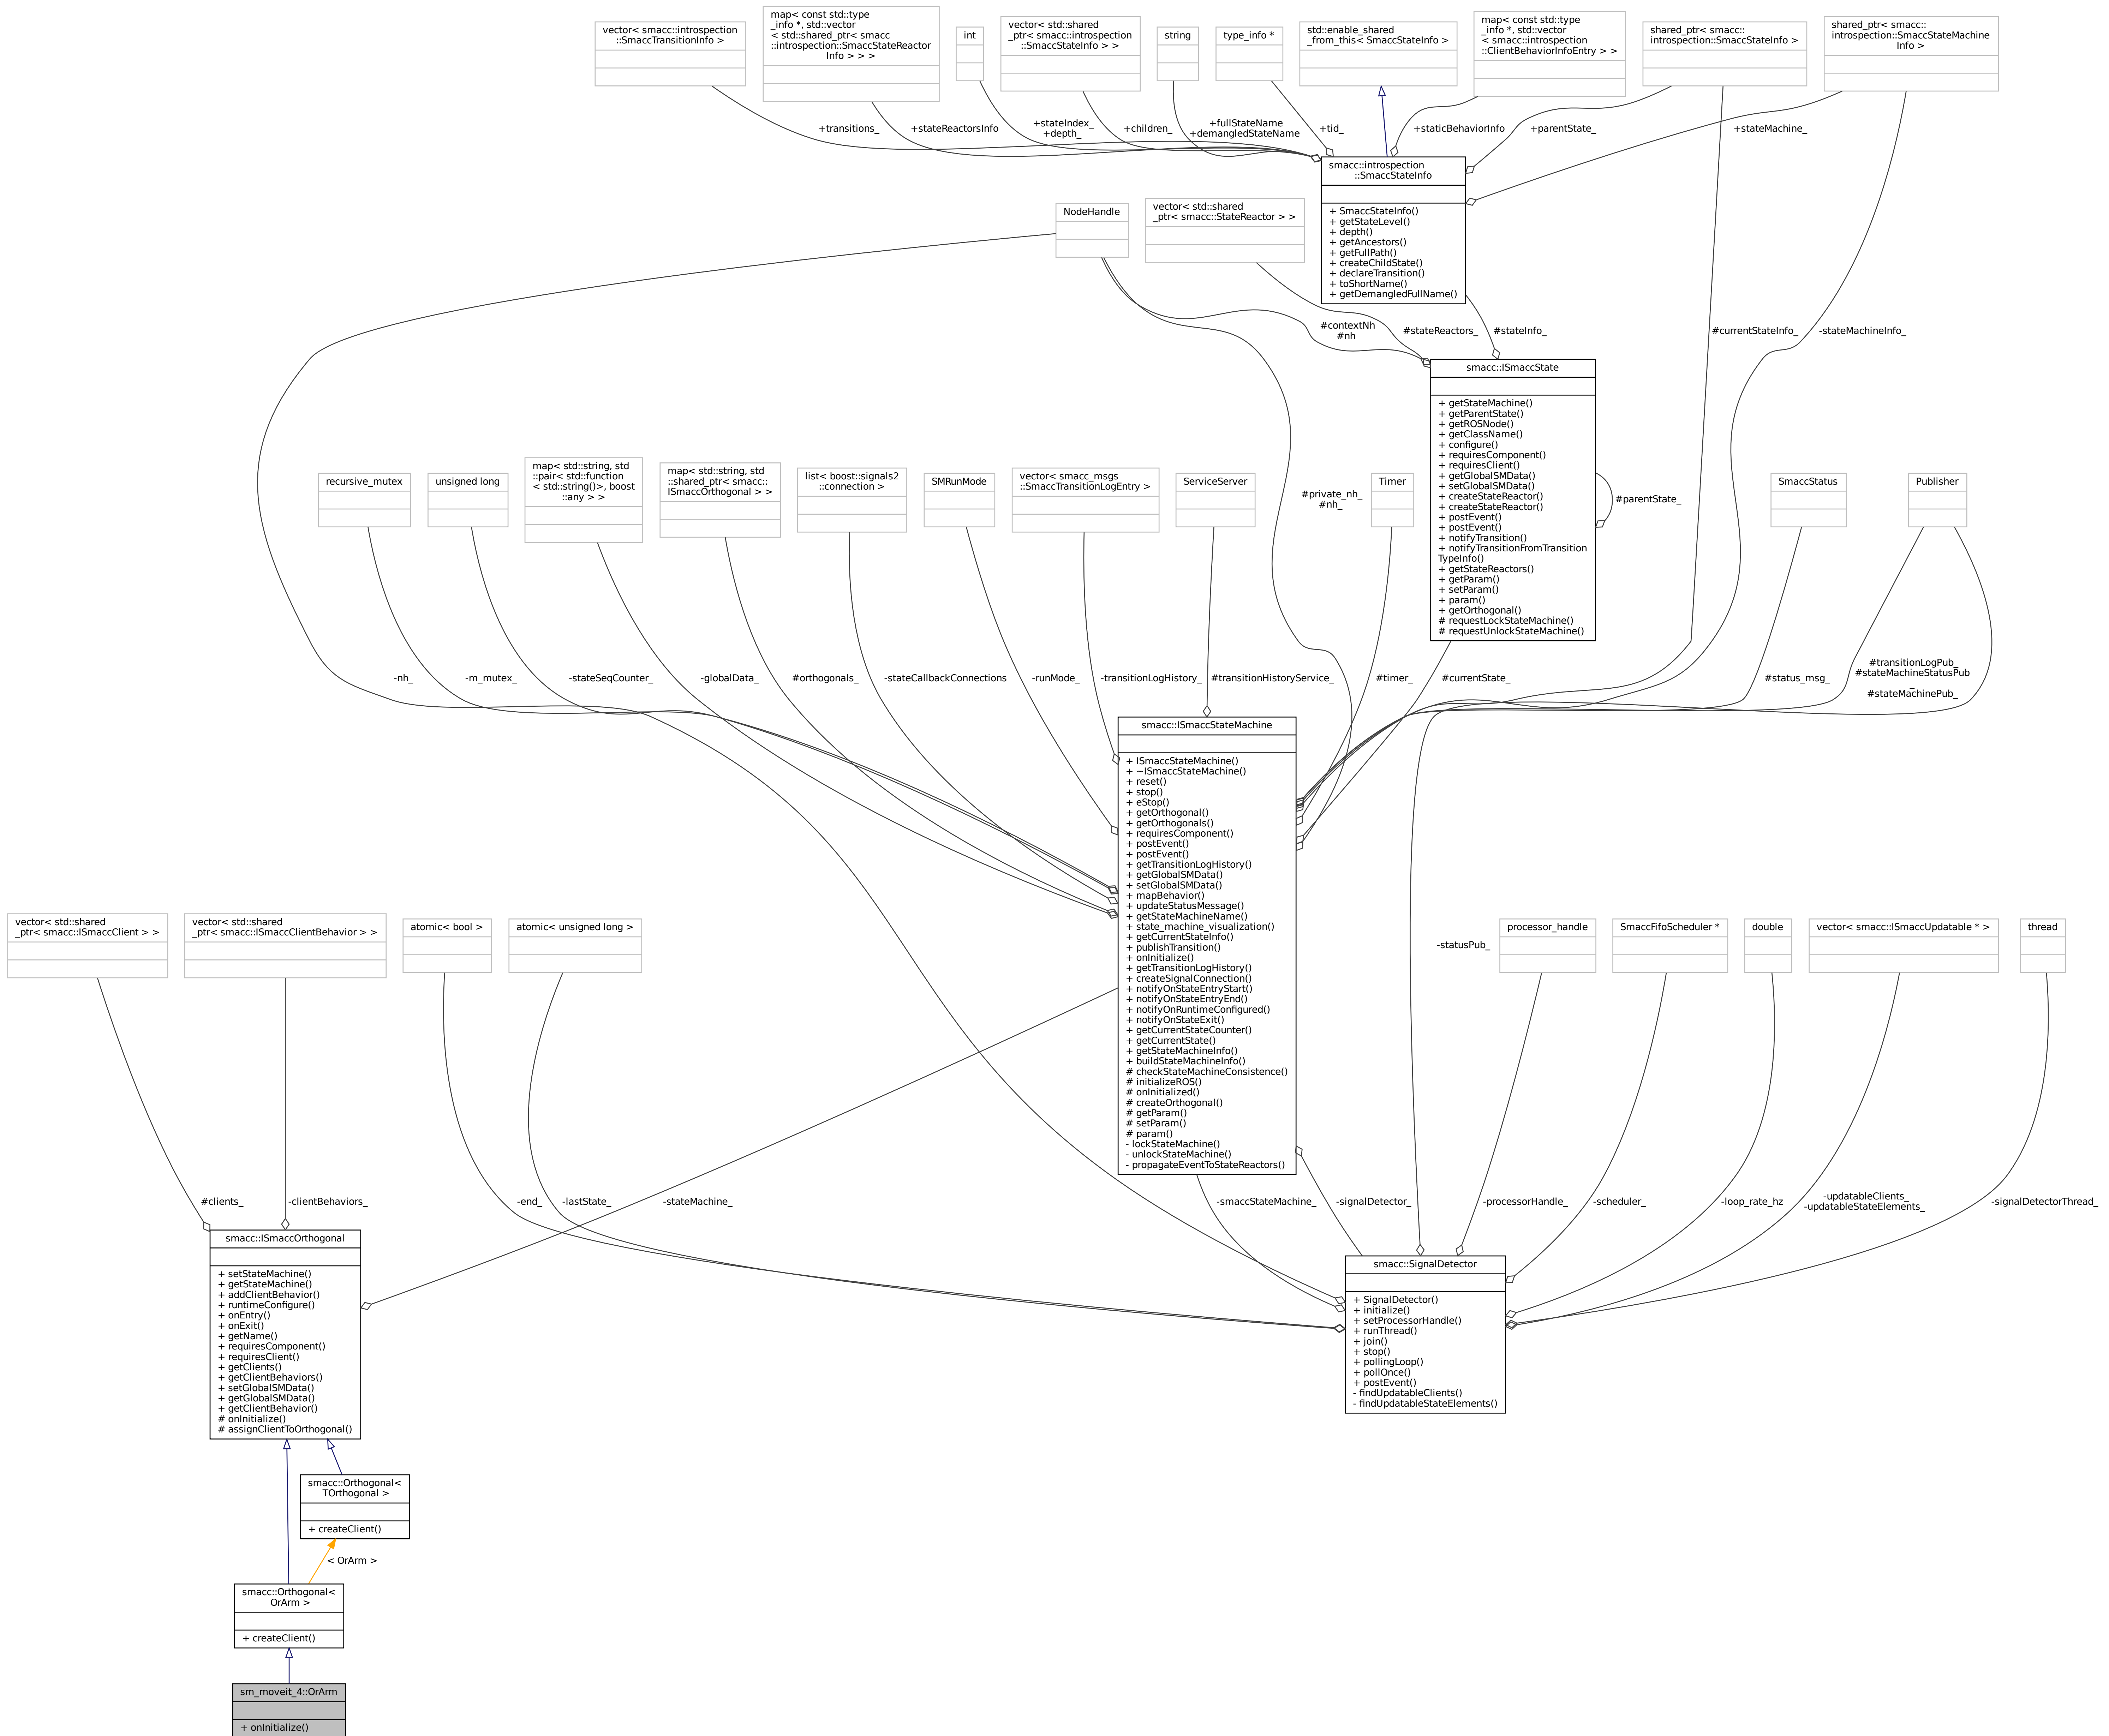 vector< smacc::introspection
::SmaccTransitionInfo >
map< const std::type
_info *, std::vector
< std::shared_ptr< smacc
::introspection::SmaccStateReactor
Info > > >
int
vector< std::shared
_ptr< smacc::introspection
::SmaccStateInfo > >
string
type_info *
std::enable_shared
_from_this< SmaccStateInfo >
map< const std::type
_info *, std::vector
< smacc::introspection
::ClientBehaviorInfoEntry > >
shared_ptr< smacc::
introspection::SmaccStateInfo >
shared_ptr< smacc::
introspection::SmaccStateMachine
Info >
+transitions_
+stateReactorsInfo
+stateIndex_
+depth_
+children_
+fullStateName
+demangledStateName
+tid_
+staticBehaviorInfo
+parentState_
+stateMachine_
smacc::introspection
::SmaccStateInfo
+ SmaccStateInfo()
+ getStateLevel()
+ depth()
+ getAncestors()
+ getFullPath()
+ createChildState()
+ declareTransition()
+ toShortName()
+ getDemangledFullName()
NodeHandle
vector< std::shared
_ptr< smacc::StateReactor > >
#contextNh
#nh
#stateReactors_
#stateInfo_
#currentStateInfo_
-stateMachineInfo_
smacc::ISmaccState
+ getStateMachine()
+ getParentState()
+ getROSNode()
+ getClassName()
+ configure()
+ requiresComponent()
+ requiresClient()
+ getGlobalSMData()
+ setGlobalSMData()
+ createStateReactor()
+ createStateReactor()
+ postEvent()
+ postEvent()
+ notifyTransition()
+ notifyTransitionFromTransition
TypeInfo()
+ getStateReactors()
+ getParam()
+ setParam()
+ param()
+ getOrthogonal()
# requestLockStateMachine()
# requestUnlockStateMachine()
#parentState_
recursive_mutex
unsigned long
map< std::string, std
::pair< std::function
< std::string()>, boost
::any > >
map< std::string, std
::shared_ptr< smacc::
ISmaccOrthogonal > >
list< boost::signals2
::connection >
SMRunMode
vector< smacc_msgs
::SmaccTransitionLogEntry >
ServiceServer
#private_nh_
#nh_
Timer
SmaccStatus
Publisher
-nh_
-m_mutex_
-stateSeqCounter_
-globalData_
#orthogonals_
-stateCallbackConnections
-runMode_
-transitionLogHistory_
#transitionHistoryService_
#timer_
#currentState_
#status_msg_
#transitionLogPub_
#stateMachineStatusPub
_
#stateMachinePub_
smacc::ISmaccStateMachine
+ ISmaccStateMachine()
+ ~ISmaccStateMachine()
+ reset()
+ stop()
+ eStop()
+ getOrthogonal()
+ getOrthogonals()
+ requiresComponent()
+ postEvent()
+ postEvent()
+ getTransitionLogHistory()
+ getGlobalSMData()
+ setGlobalSMData()
+ mapBehavior()
+ updateStatusMessage()
+ getStateMachineName()
+ state_machine_visualization()
+ getCurrentStateInfo()
+ publishTransition()
+ onInitialize()
+ getTransitionLogHistory()
+ createSignalConnection()
+ notifyOnStateEntryStart()
+ notifyOnStateEntryEnd()
+ notifyOnRuntimeConfigured()
+ notifyOnStateExit()
+ getCurrentStateCounter()
+ getCurrentState()
+ getStateMachineInfo()
+ buildStateMachineInfo()
# checkStateMachineConsistence()
# initializeROS()
# onInitialized()
# createOrthogonal()
# getParam()
# setParam()
# param()
- lockStateMachine()
- unlockStateMachine()
- propagateEventToStateReactors()
vector< std::shared
_ptr< smacc::ISmaccClient > >
vector< std::shared
_ptr< smacc::ISmaccClientBehavior > >
atomic< bool >
atomic< unsigned long >
-statusPub_
processor_handle
SmaccFifoScheduler *
double
vector< smacc::ISmaccUpdatable * >
thread
#clients_
-clientBehaviors_
-end_
-lastState_
-stateMachine_
-smaccStateMachine_
-signalDetector_
-processorHandle_
-scheduler_
-loop_rate_hz
-updatableClients_
-updatableStateElements_
-signalDetectorThread_
smacc::ISmaccOrthogonal
+ setStateMachine()
+ getStateMachine()
+ addClientBehavior()
+ runtimeConfigure()
+ onEntry()
+ onExit()
+ getName()
+ requiresComponent()
+ requiresClient()
+ getClients()
+ getClientBehaviors()
+ setGlobalSMData()
+ getGlobalSMData()
+ getClientBehavior()
# onInitialize()
# assignClientToOrthogonal()
smacc::SignalDetector
+ SignalDetector()
+ initialize()
+ setProcessorHandle()
+ runThread()
+ join()
+ stop()
+ pollingLoop()
+ pollOnce()
+ postEvent()
- findUpdatableClients()
- findUpdatableStateElements()
smacc::Orthogonal<
TOrthogonal >
+ createClient()
< OrArm >
smacc::Orthogonal<
OrArm >
+ createClient()
sm_moveit_4::OrArm
+ onInitialize()